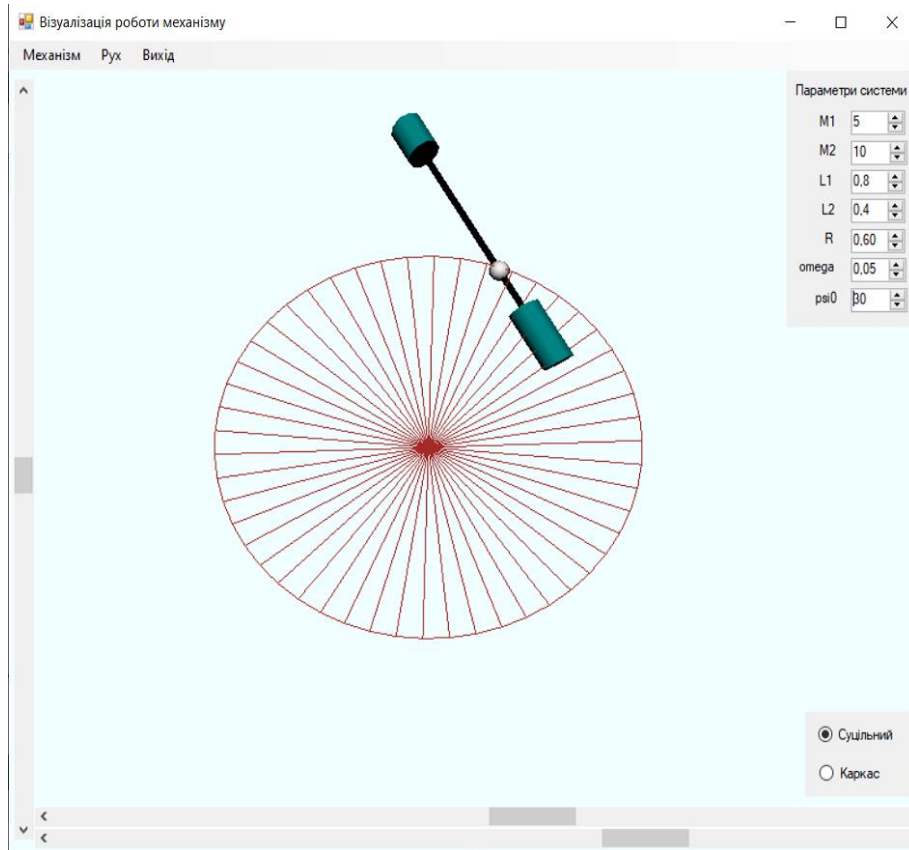 Візуалізація роботи механізму
Механізм Рух Вихід
Параметри системи
M1 5
M2 10
L1 0,8
L2 0,4
R 0,60
omega 0,05
psi0 30
Суцільний
Каркас